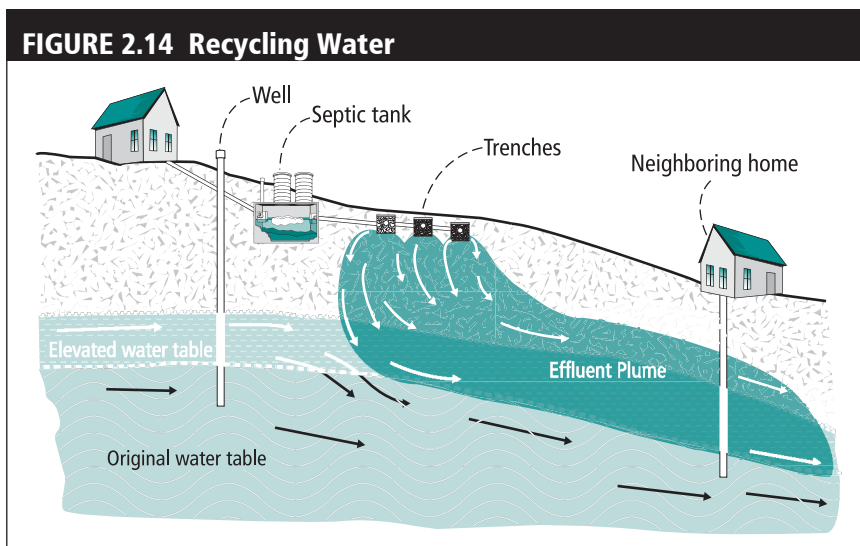 FIGURE 2.14 Recycling Water
Well
Septic tank
Trenches
Neighboring home
Elevated water table
Effluent Plume
Original water table